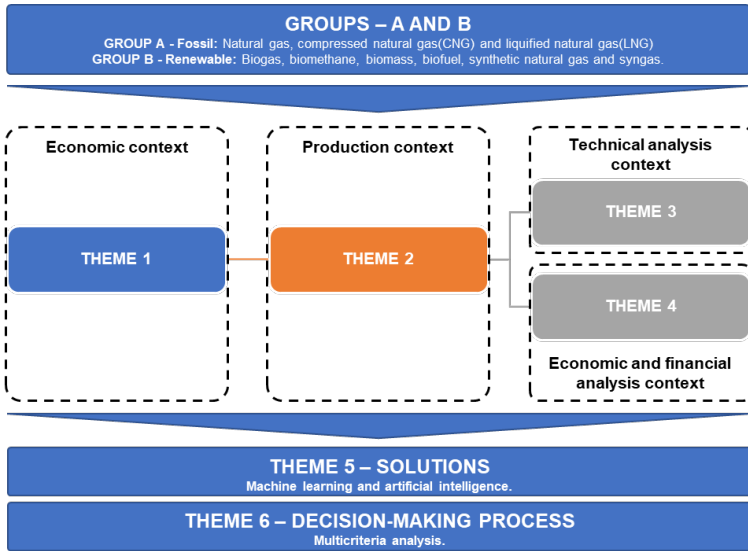 GROUPS – A AND B
GROUP A - Fossil: Natural gas, compressed natural gas(CNG) and liquified natural gas(LNG)
GROUP B - Renewable: Biogas, biomethane, biomass, biofuel, synthetic natural gas and syngas.
Economic context
THEME 1
Production context
THEME 2
Technical analysis
context
THEME 3
THEME 4
Economic and financial
analysis context
THEME 5 – SOLUTIONS
Machine learning and artificial intelligence.
THEME 6 – DECISION-MAKING PROCESS
Multicriteria analysis.